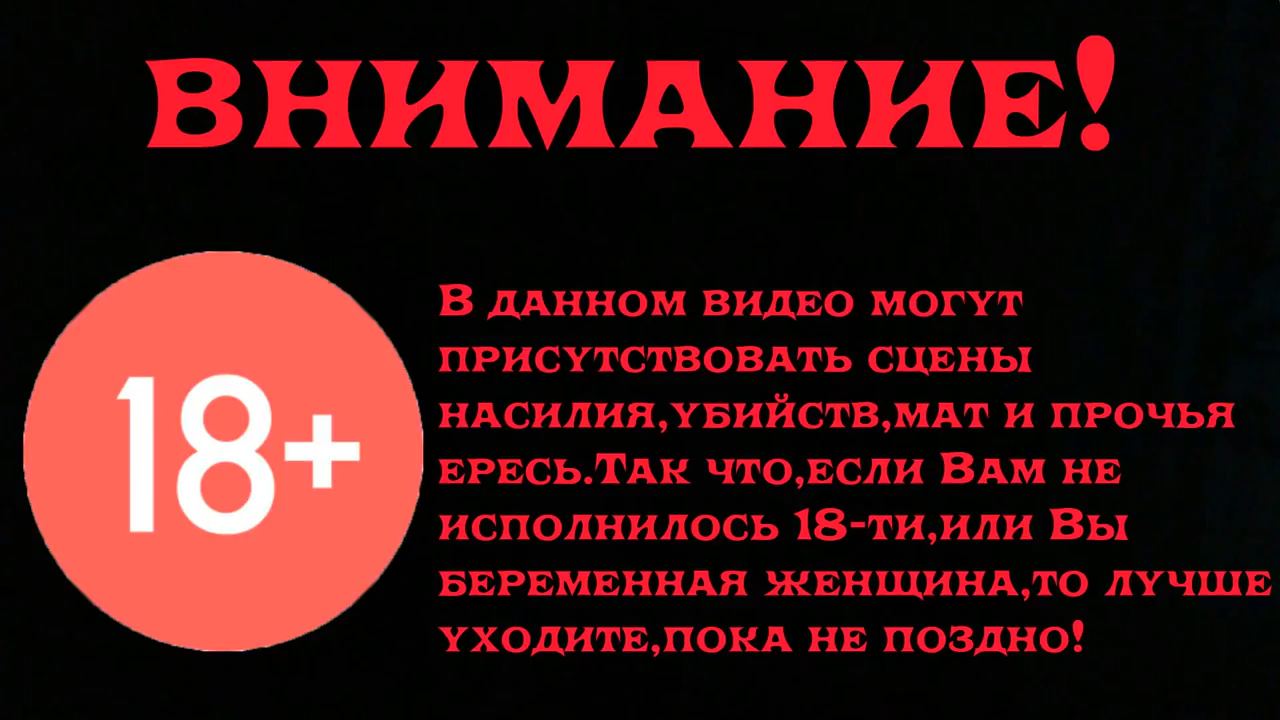 ВНИМАНИЕ!
18+
В данном видео могут
присутствовать сцены
насилия,убийств,мат и прочья
ересь.Так что,если Вам не
исполнилось 18-ти,или Вы
беременная женщина,то лучше
уходите,пока не поздно!